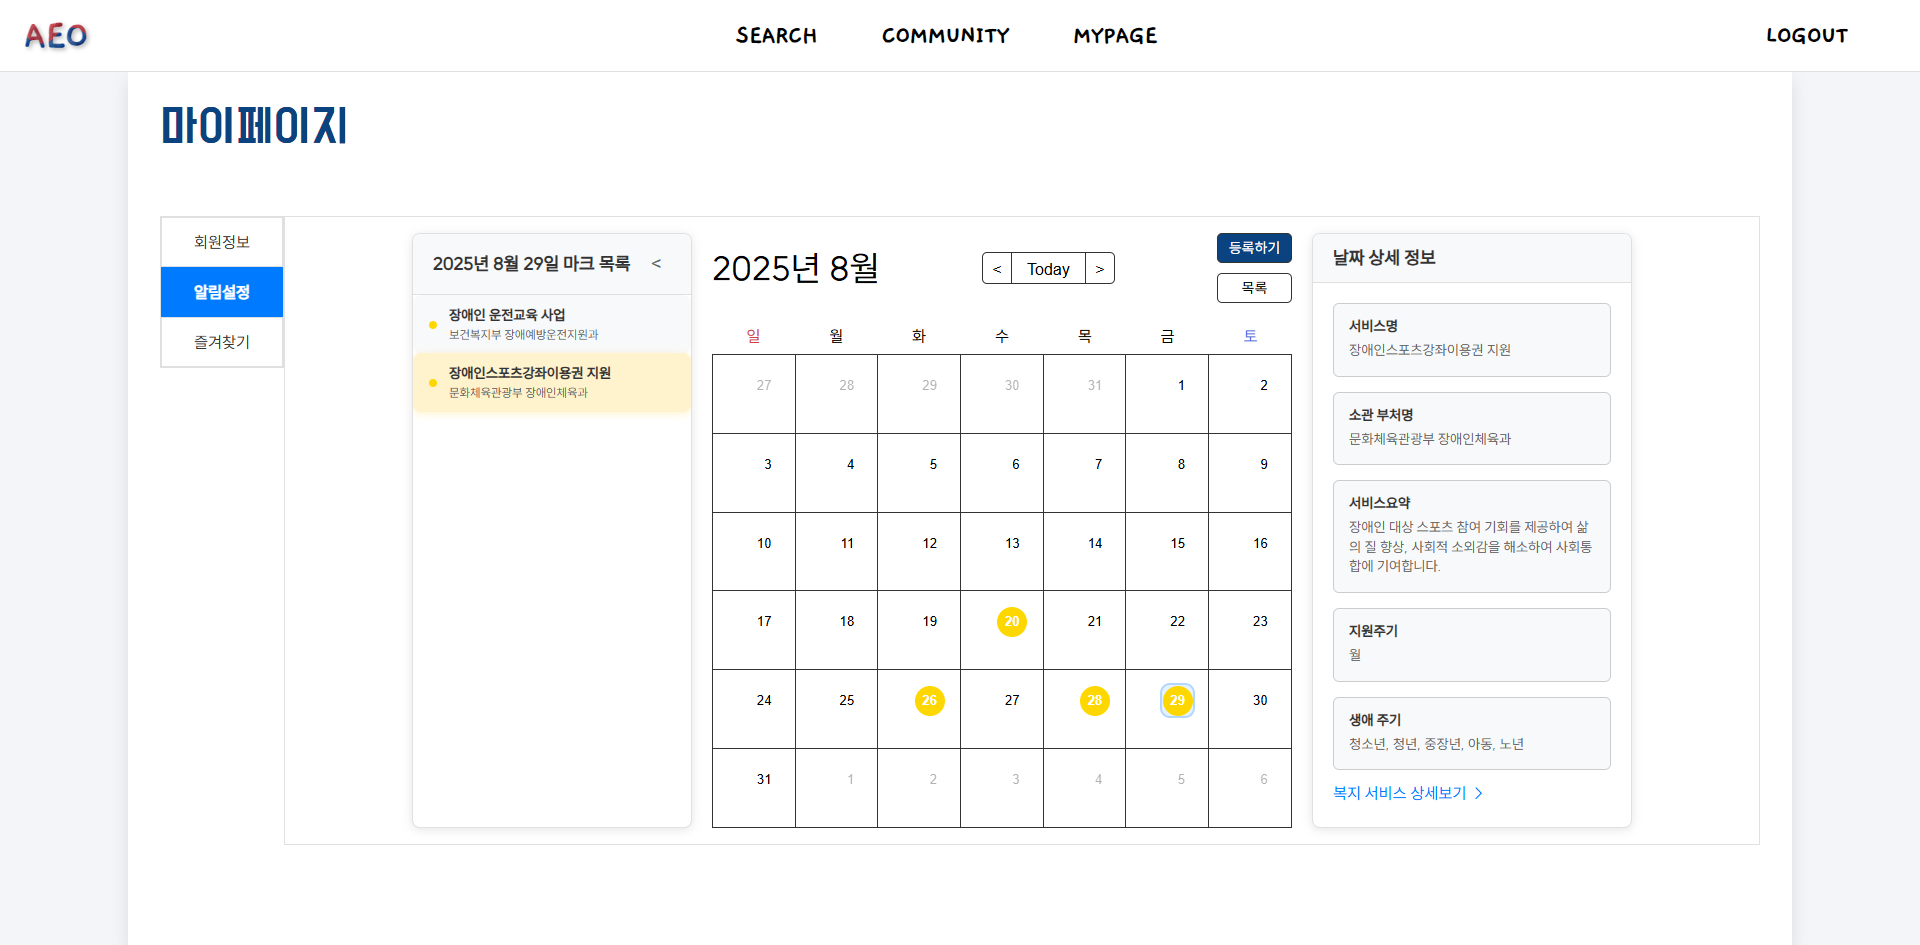 AEO
SEARCH
COMMUNITY
MYPAGE
LOGOUT
마이페이지
회원정보
알림설정
즐겨찾기
2025년 8월 29일 마크 목록 <
장애인 운전교육 사업
보건복지부 장애예방운전지원과
장애인스포츠강좌이용권 지원
문화체육관광부 장애인체육과
2025년 8월
< Today >
등록하기
목록
일 월 화 수 목 금 토
27 28 29 30 31 1 2
3 4 5 6 7 8 9
10 11 12 13 14 15 16
17 18 19 20 21 22 23
24 25 26 27 28 29 30
31 1 2 3 4 5 6
날짜 상세 정보
서비스명
장애인스포츠강좌이용권 지원
소관 부처명
문화체육관광부 장애인체육과
서비스요약
장애인 대상 스포츠 참여 기회를 제공하여 삶
의 질 향상, 사회적 소외감을 해소하여 사회통
합에 기여합니다.
지원주기
월
생애 주기
청소년, 청년, 중장년, 아동, 노년
복지 서비스 상세보기 >